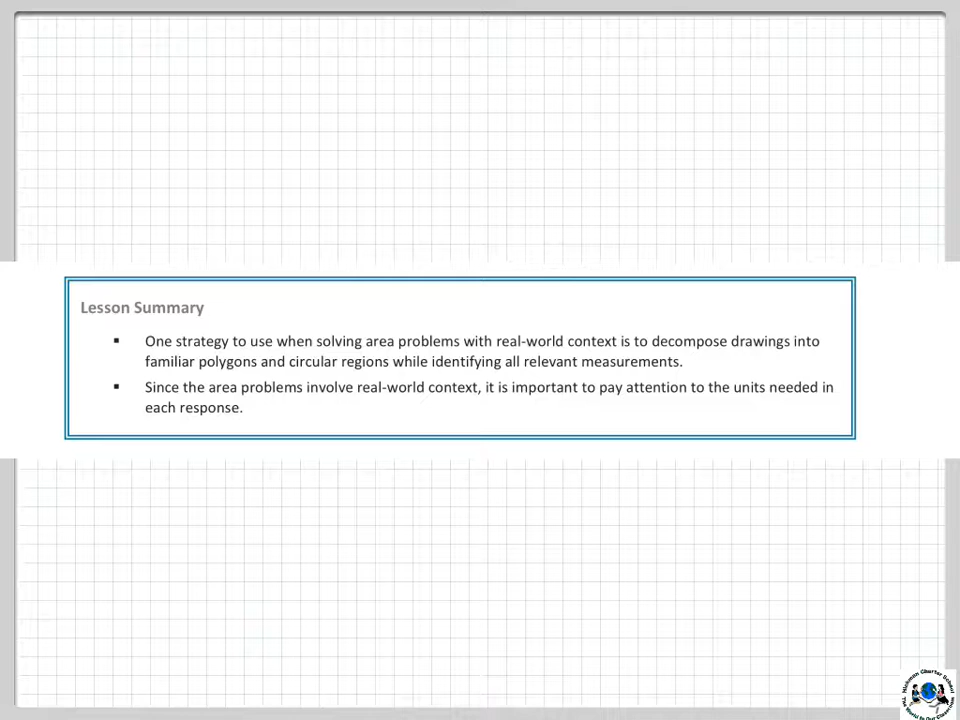 Lesson Summary
▪ One strategy to use when solving area problems with real-world context is to decompose drawings into
familiar polygons and circular regions while identifying all relevant measurements.
▪ Since the area problems involve real-world context, it is important to pay attention to the units needed in
each response.